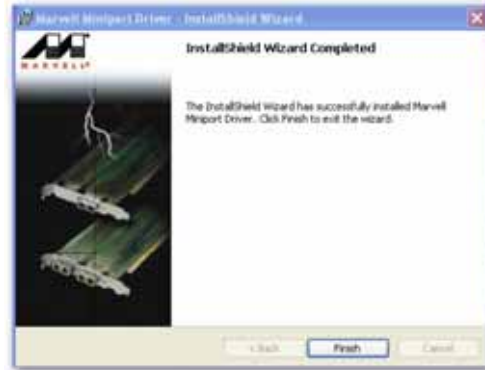 Marvell Miniport Driver - InstallShield Wizard
MARVELL®
InstallShield Wizard Completed
The InstallShield Wizard has successfully installed Marvell
Miniport Driver. Click Finish to exit the wizard.
< Back
Finish
Cancel